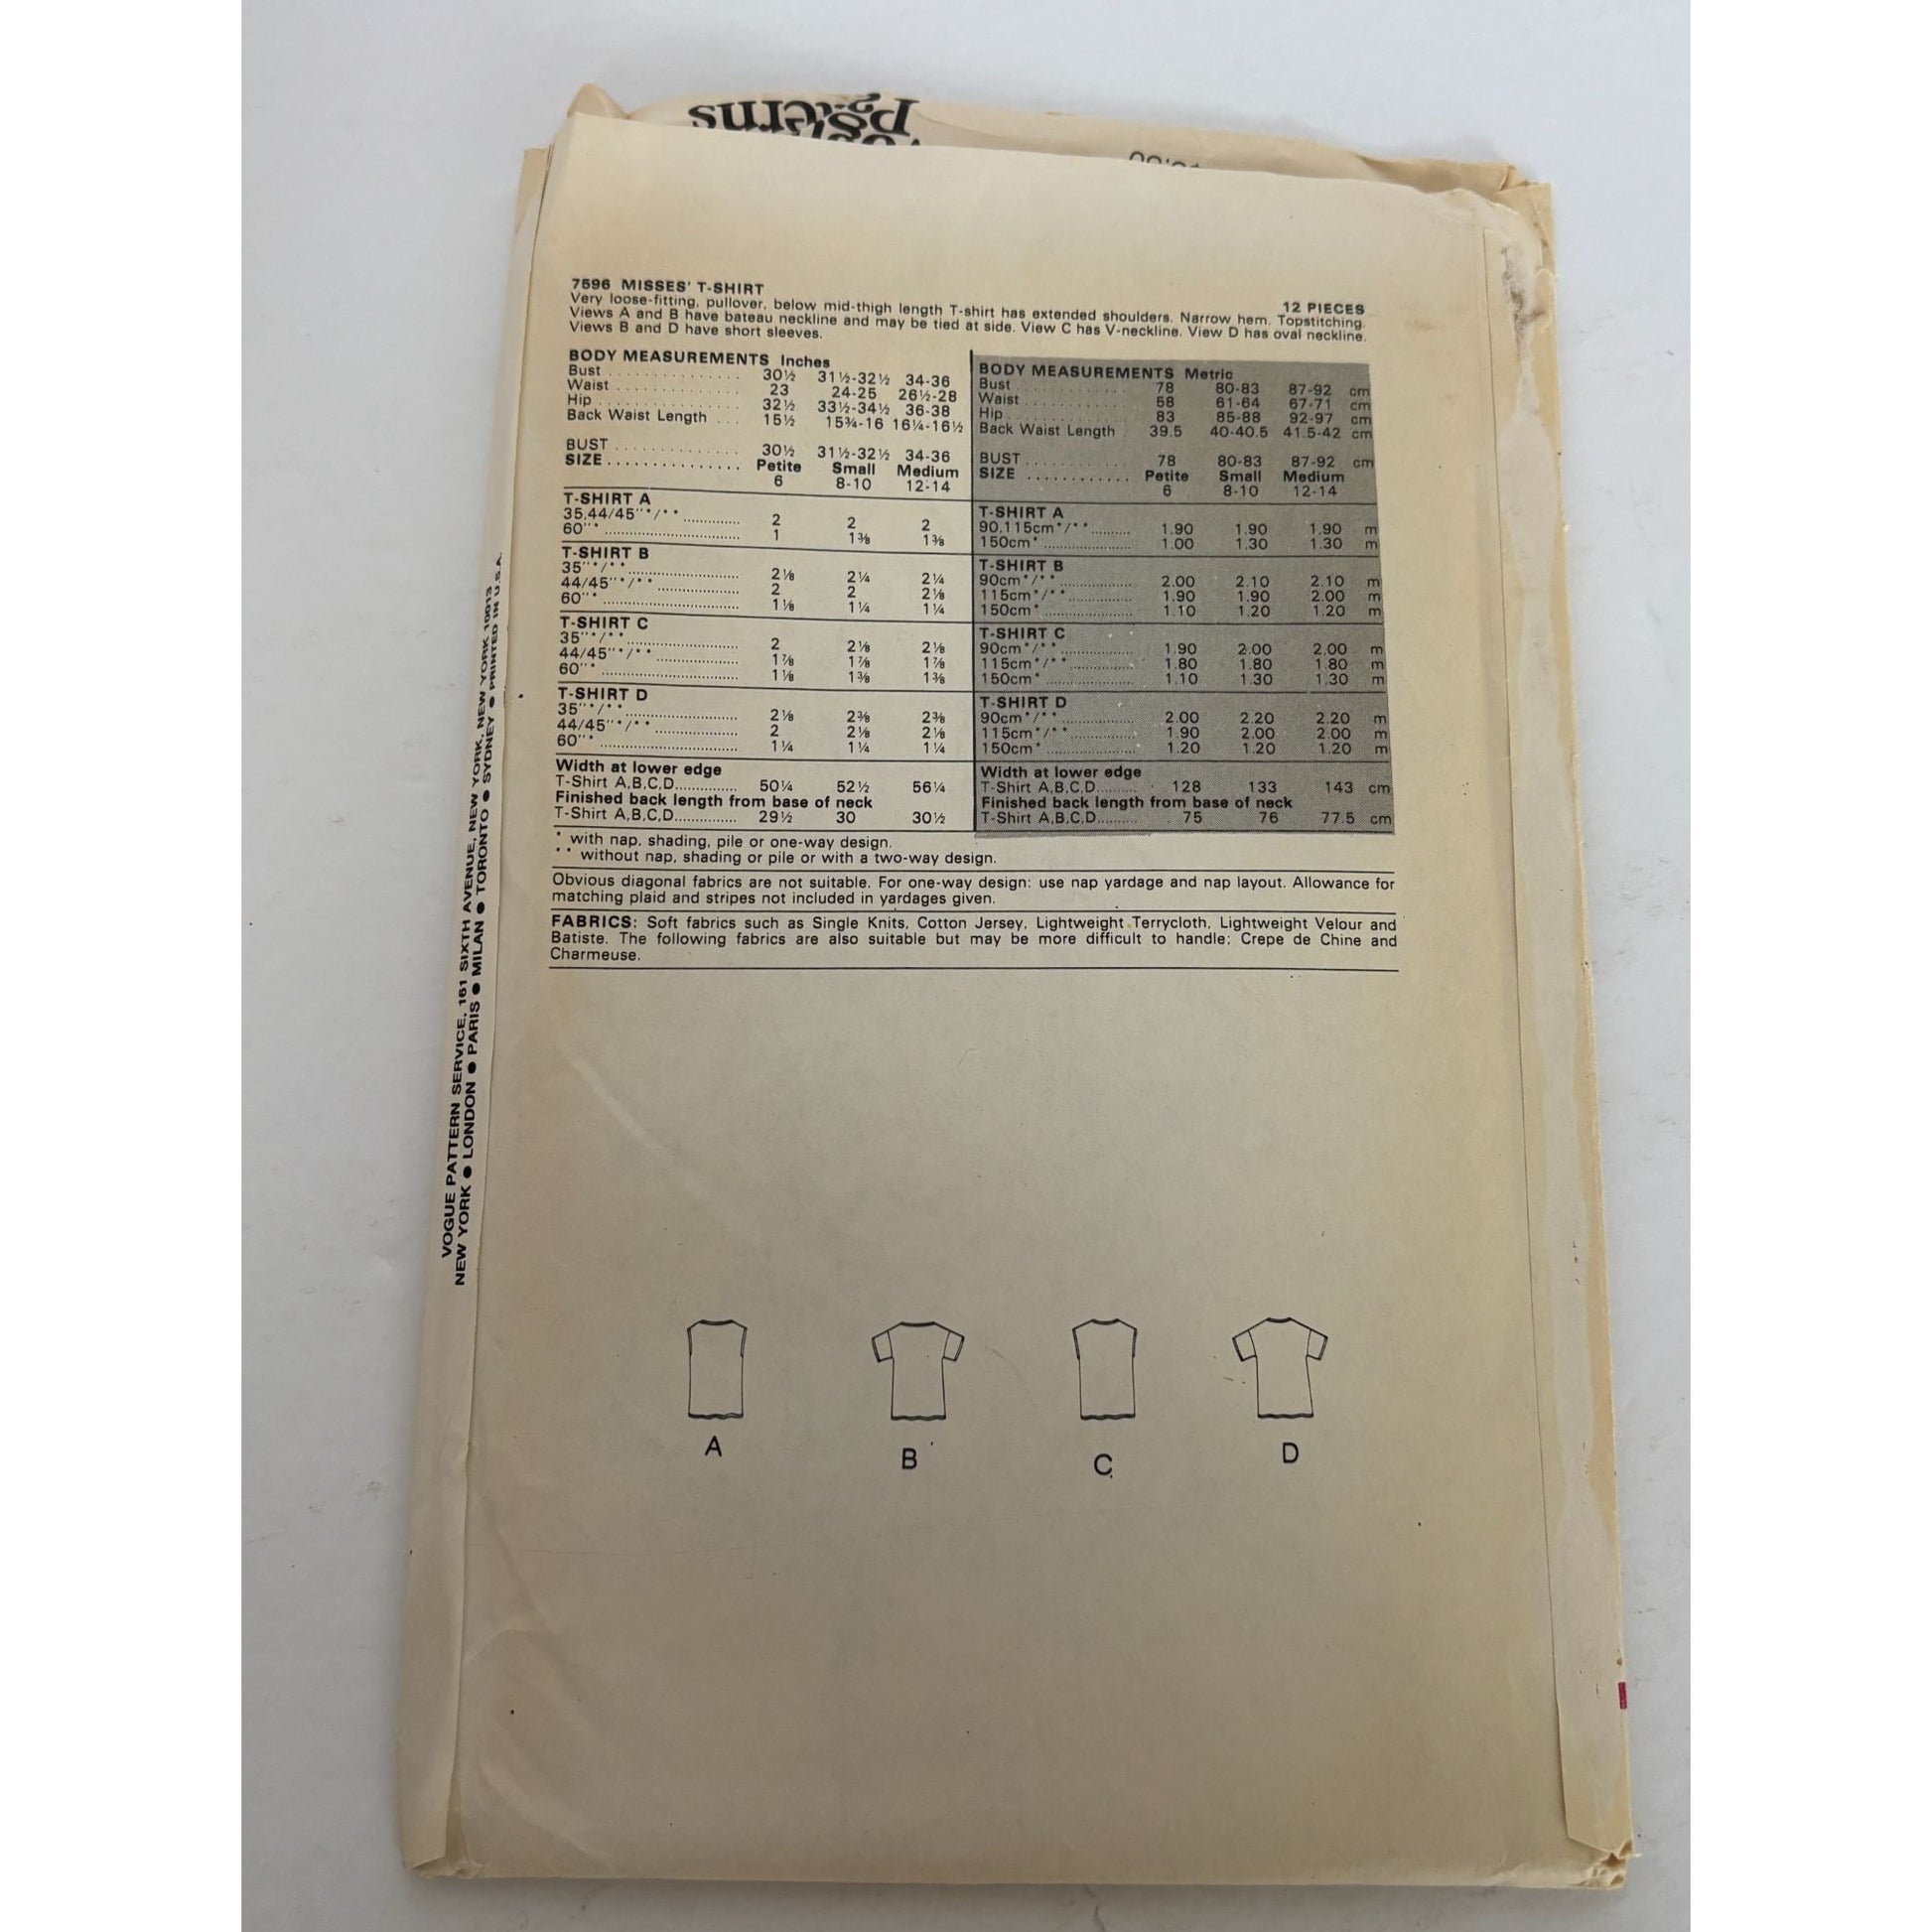 Patterns
7596 MISSES' T-SHIRT
12 PIECES
Very loose-fitting, pullover, below mid-thigh length T-shirt has extended shoulders. Narrow hem. Topstitching.
Views A and B have bateau neckline and may be tied at side. View C has V-neckline. View D has oval neckline.
Views B and D have short sleeves.
BODY MEASUREMENTS Inches
Bust ............... 30½ 31½-32½ 34-36
Waist ............. 23 24-25 26½-28
Hip ................ 32½ 33½-34½ 36-38
Back Waist Length ... 15½ 15¾-16 16¼-16½
BUST .............. 30½ 31½-32½ 34-36
SIZE .............. Petite Small Medium
6 8-10 12-14
T-SHIRT A
35,44/45"*/** .............. 2 2 2
60"* .............. 1 1⅜ 1⅜
T-SHIRT B
35"*/** .............. 2⅛ 2¼ 2¼
44/45"*/** .............. 2 2 2⅛
60"* .............. 1⅛ 1¼ 1¼
T-SHIRT C
35"*/** .............. 2 2⅛ 2⅛
44/45"*/** .............. 1⅞ 1⅞ 1⅞
60"* .............. 1⅛ 1⅜ 1⅜
T-SHIRT D
35"*/** .............. 2⅛ 2⅜ 2⅜
44/45"*/** .............. 2 2⅛ 2⅛
60"* .............. 1¼ 1¼ 1¼
Width at lower edge
T-Shirt A,B,C,D.............. 50¼ 52½ 56¼
Finished back length from base of neck
T-Shirt A,B,C,D.............. 29½ 30 30½
BODY MEASUREMENTS Metric
Bust .............. 78 80-83 87-92 cm
Waist .............. 58 61-64 67-71 cm
Hip .............. 83 85-88 92-97 cm
Back Waist Length . 39.5 40-40.5 41.5-42 cm
BUST .............. 78 80-83 87-92 cm
SIZE .............. Petite Small Medium
6 8-10 12-14
T-SHIRT A
90,115cm*/** .......... 1.90 1.90 1.90 m
150cm* .............. 1.00 1.30 1.30 m
T-SHIRT B
90cm*/** .............. 2.00 2.10 2.10 m
115cm*/** .............. 1.90 1.90 2.00 m
150cm* .............. 1.10 1.20 1.20 m
T-SHIRT C
90cm*/** .............. 1.90 2.00 2.00 m
115cm*/** .............. 1.80 1.80 1.80 m
150cm* .............. 1.10 1.30 1.30 m
T-SHIRT D
90cm*/** .............. 2.00 2.20 2.20 m
115cm*/** .............. 1.90 2.00 2.00 m
150cm* .............. 1.20 1.20 1.20 m
Width at lower edge
T-Shirt A,B,C,D.......... 128 133 143 cm
Finished back length from base of neck
T-Shirt A,B,C,D.......... 75 76 77.5 cm
* with nap, shading, pile or one-way design.
** without nap, shading or pile or with a two-way design.
Obvious diagonal fabrics are not suitable. For one-way design: use nap yardage and nap layout. Allowance for
matching plaid and stripes not included in yardages given.
FABRICS: Soft fabrics such as Single Knits, Cotton Jersey, Lightweight Terrycloth, Lightweight Velour and
Batiste. The following fabrics are also suitable but may be more difficult to handle; Crepe de Chine and
Charmeuse.
VOGUE PATTERN SERVICE, 161 SIXTH AVENUE, NEW YORK, NEW YORK 10013
NEW YORK ● LONDON ● PARIS ● MILAN ● TORONTO ● SYDNEY ● PRINTED IN U.S.A.
A
B
C
D